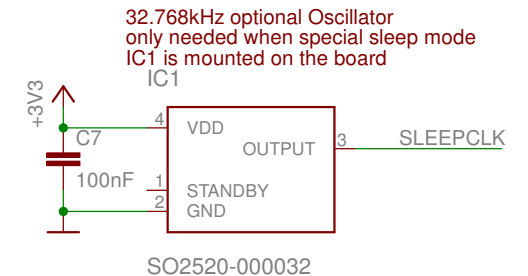 32.768kHz optional Oscillator
only needed when special sleep mode
IC1 is mounted on the board
IC1
+3V3
4
VDD
C7
OUTPUT
3
SLEEPCLK
100nF
1
STANDBY
2
GND
SO2520-000032